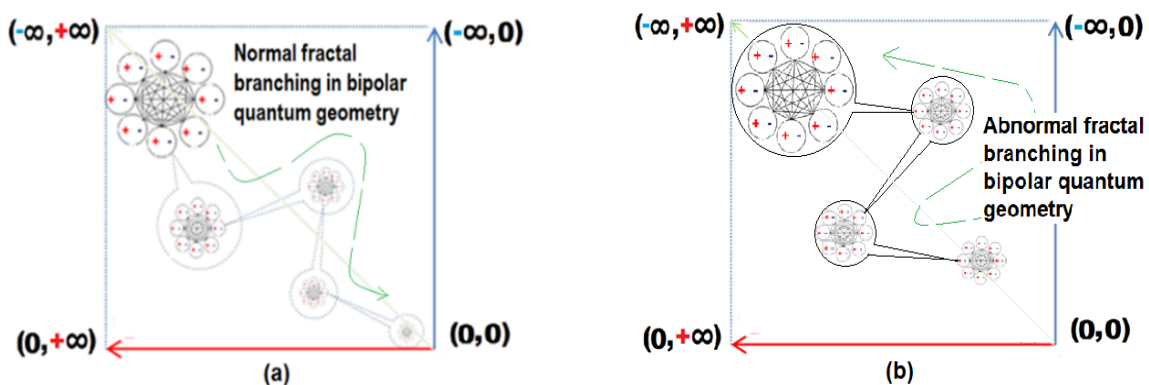 (-∞,+∞)
(-∞,0)
Normal fractal
branching in bipolar
quantum geometry
(0,+∞)
(0,0)
(a)
(-∞,+∞)
(-∞,0)
Abnormal fractal
branching in
bipolar quantum
geometry
(0,+∞)
(0,0)
(b)